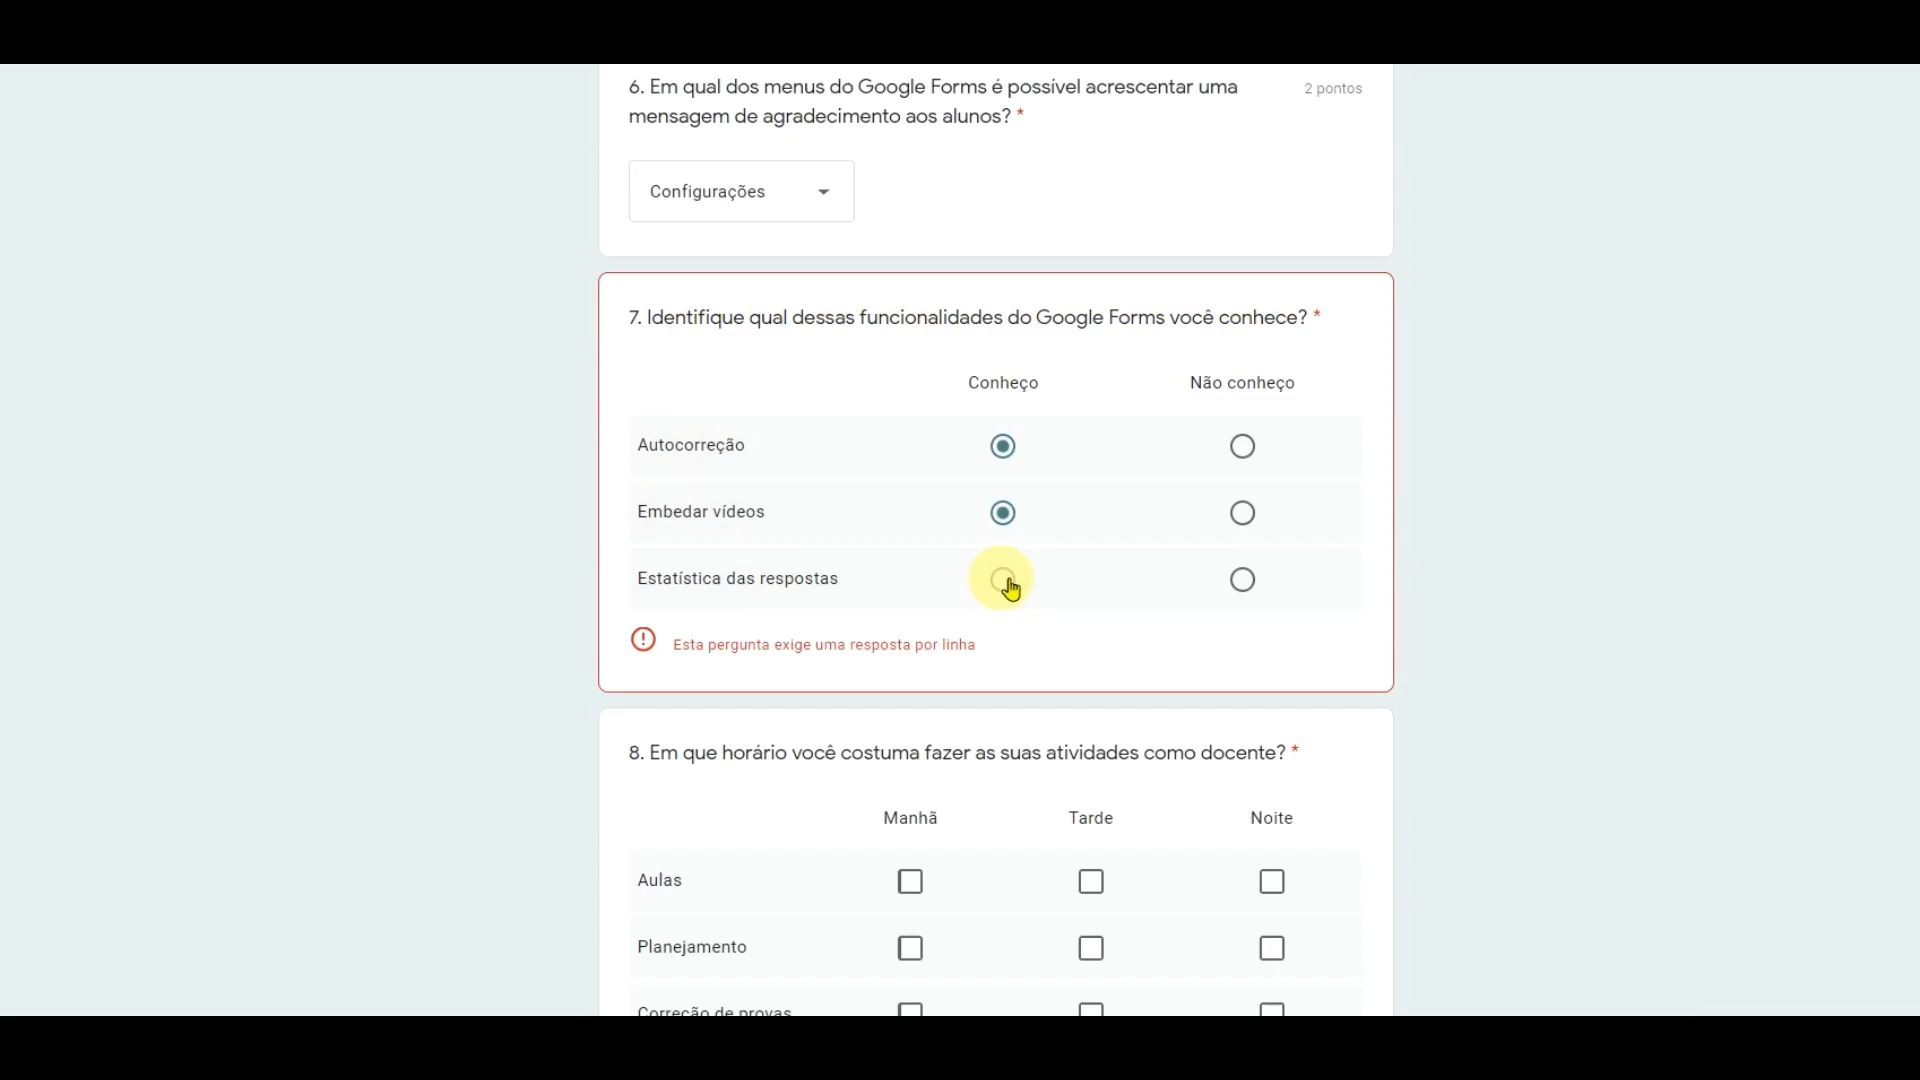 6. Em qual dos menus do Google Forms é possível acrescentar uma
mensagem de agradecimento aos alunos? *
2 pontos
Configurações
7. Identifique qual dessas funcionalidades do Google Forms você conhece? *
Conheço Não conheço
Autocorreção
Embedar vídeos
Estatística das respostas
Esta pergunta exige uma resposta por linha
8. Em que horário você costuma fazer as suas atividades como docente? *
Manhã Tarde Noite
Aulas
Planejamento
Correção de provas